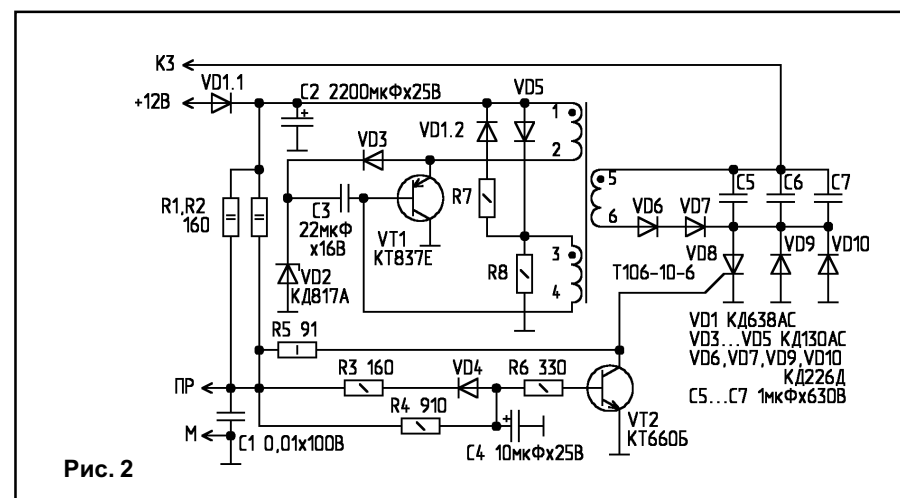 КЗ
+12В
VD1.1
C2 2200мкФх25В
VD5
VD1.2
1
2
VD3
R1,R2
160
C3
22мкФ
х16В
VT1
КТ837Е
R7
5
6
C5
C6
C7
VD6
VD7
VD8
VD9
VD10
VD2
КД817А
R8
3
4
Т106-10-6
VD1 КД638АС
VD3...VD5 КД130АС
VD6,VD7,VD9,VD10
КД226Д
C5...C7 1мкФх630В
R5 91
R3 160
VD4
R6 330
ПР
R4 910
М
C1 0,01х100В
C4 10мкФх25В
VT2
КТ660Б
Рис. 2